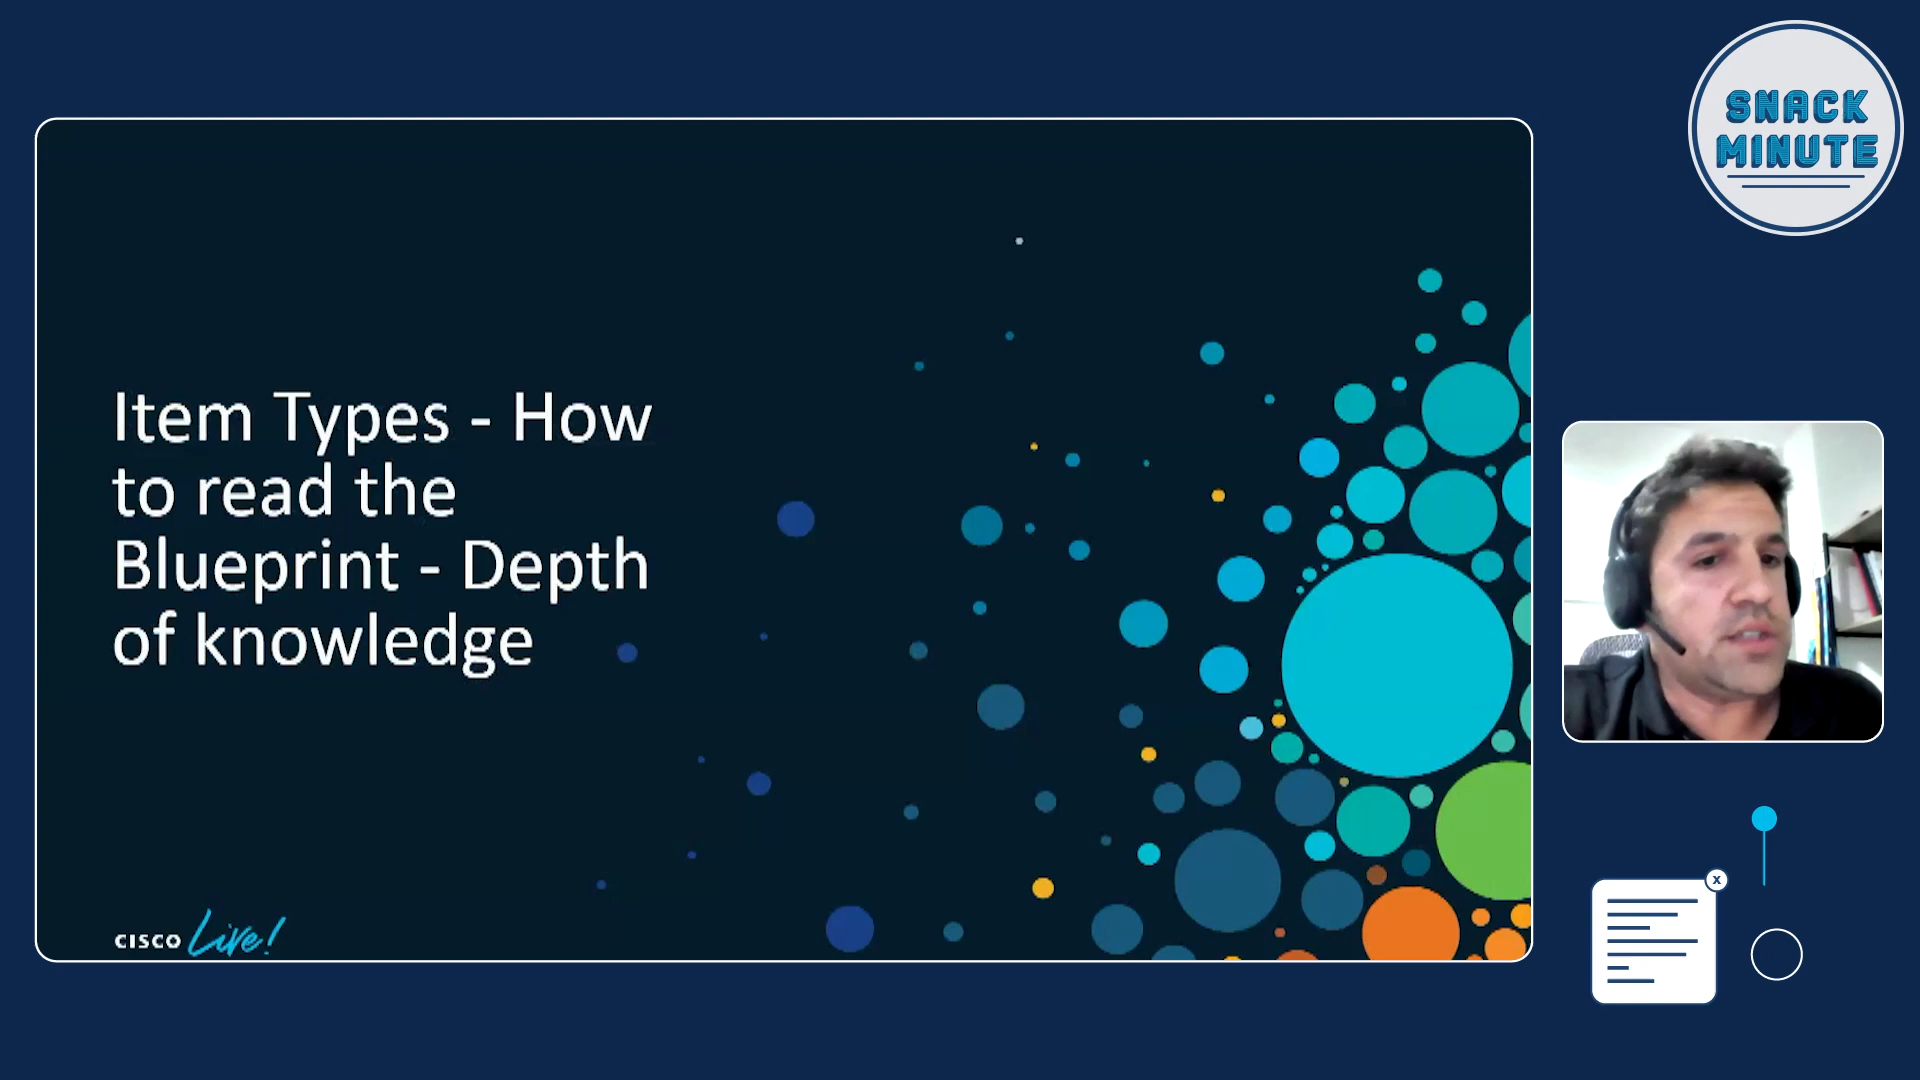 SNACK
MINUTE
Item Types - How
to read the
Blueprint - Depth
of knowledge
CISCO Live!
x